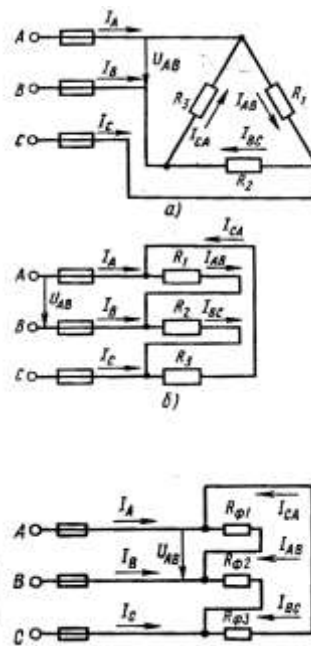 A I_A
U_AB
B I_B
R_3 I_AB R_1
I_CA I_BC
C I_C
R_2
а)
I_CA
A I_A R_1 I_AB
U_AB
B I_B R_2 I_BC
C I_C R_3
б)
I_A R_ф1 I_CA
A
I_B U_AB R_ф2 I_AB
B
I_C I_BC
C R_ф3